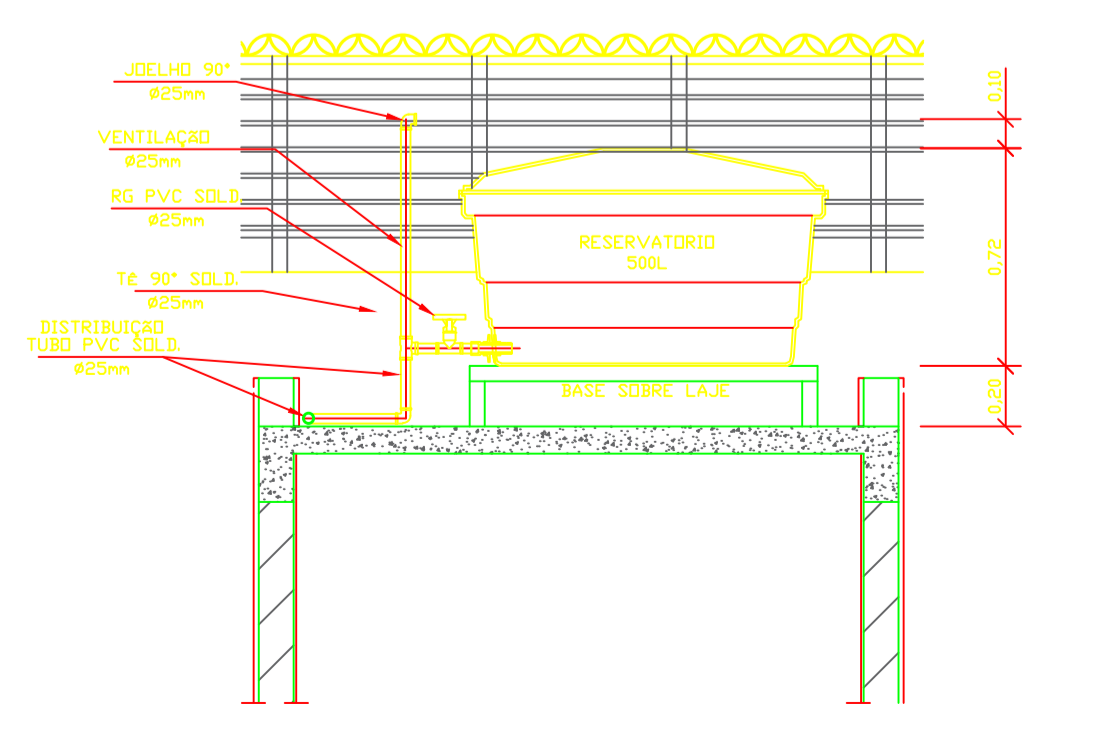 JOELHO 90°
Ø25mm
VENTILAÇÃO
Ø25mm
RG PVC SOLD.
Ø25mm
TÊ 90° SOLD.
Ø25mm
DISTRIBUIÇÃO
TUBO PVC SOLD.
Ø25mm
RESERVATORIO
500L
BASE SOBRE LAJE
0,10
0,72
0,20